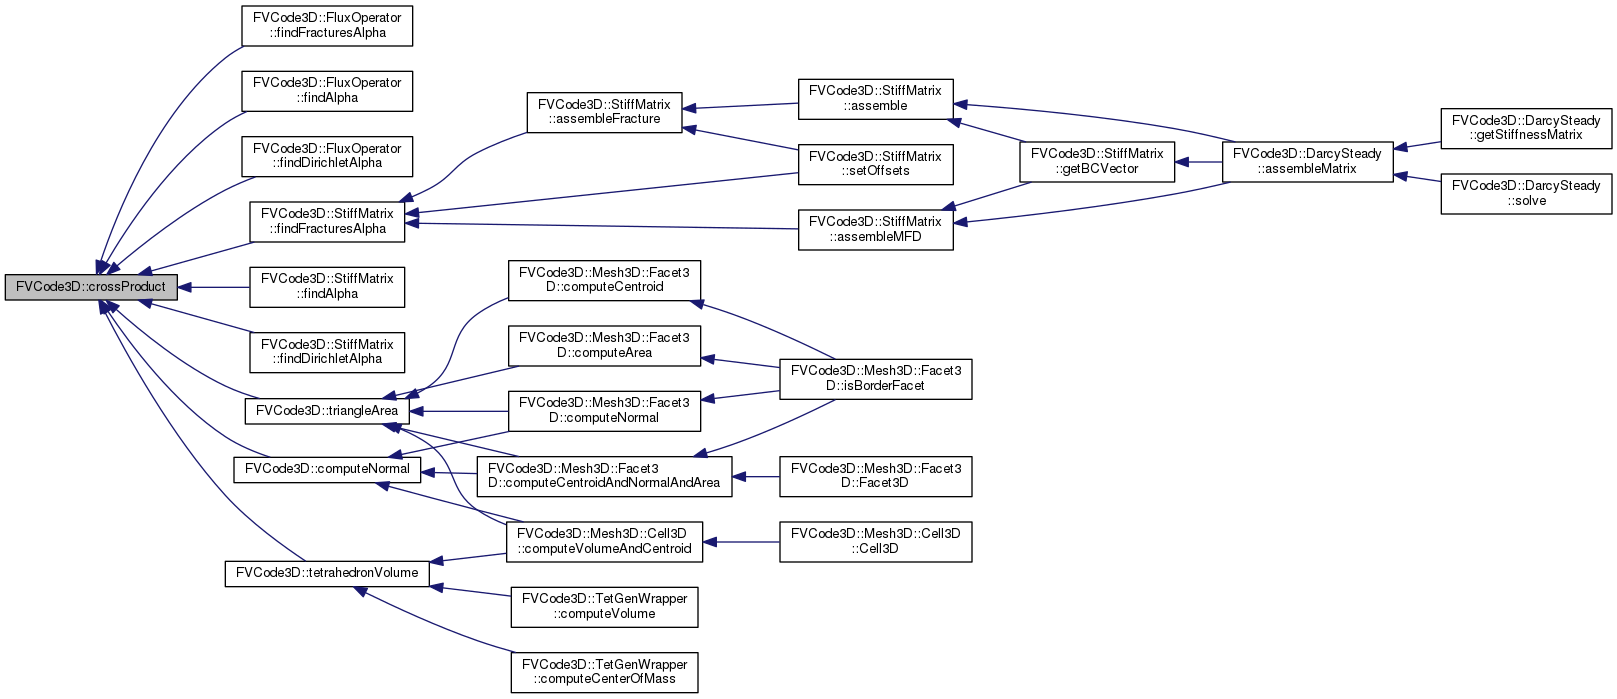 FVCode3D::crossProduct
FVCode3D::FluxOperator
::findFracturesAlpha
FVCode3D::FluxOperator
::findAlpha
FVCode3D::FluxOperator
::findDirichletAlpha
FVCode3D::StiffMatrix
::findFracturesAlpha
FVCode3D::StiffMatrix
::findAlpha
FVCode3D::StiffMatrix
::findDirichletAlpha
FVCode3D::triangleArea
FVCode3D::computeNormal
FVCode3D::tetrahedronVolume
FVCode3D::StiffMatrix
::assembleFracture
FVCode3D::Mesh3D::Facet3
D::computeCentroid
FVCode3D::Mesh3D::Facet3
D::computeArea
FVCode3D::Mesh3D::Facet3
D::computeNormal
FVCode3D::Mesh3D::Facet3
D::computeCentroidAndNormalAndArea
FVCode3D::Mesh3D::Cell3D
::computeVolumeAndCentroid
FVCode3D::TetGenWrapper
::computeVolume
FVCode3D::TetGenWrapper
::computeCenterOfMass
FVCode3D::StiffMatrix
::assemble
FVCode3D::StiffMatrix
::setOffsets
FVCode3D::StiffMatrix
::assembleMFD
FVCode3D::Mesh3D::Facet3
D::isBorderFacet
FVCode3D::Mesh3D::Facet3
D::Facet3D
FVCode3D::Mesh3D::Cell3D
::Cell3D
FVCode3D::StiffMatrix
::getBCVector
FVCode3D::DarcySteady
::assembleMatrix
FVCode3D::DarcySteady
::getStiffnessMatrix
FVCode3D::DarcySteady
::solve